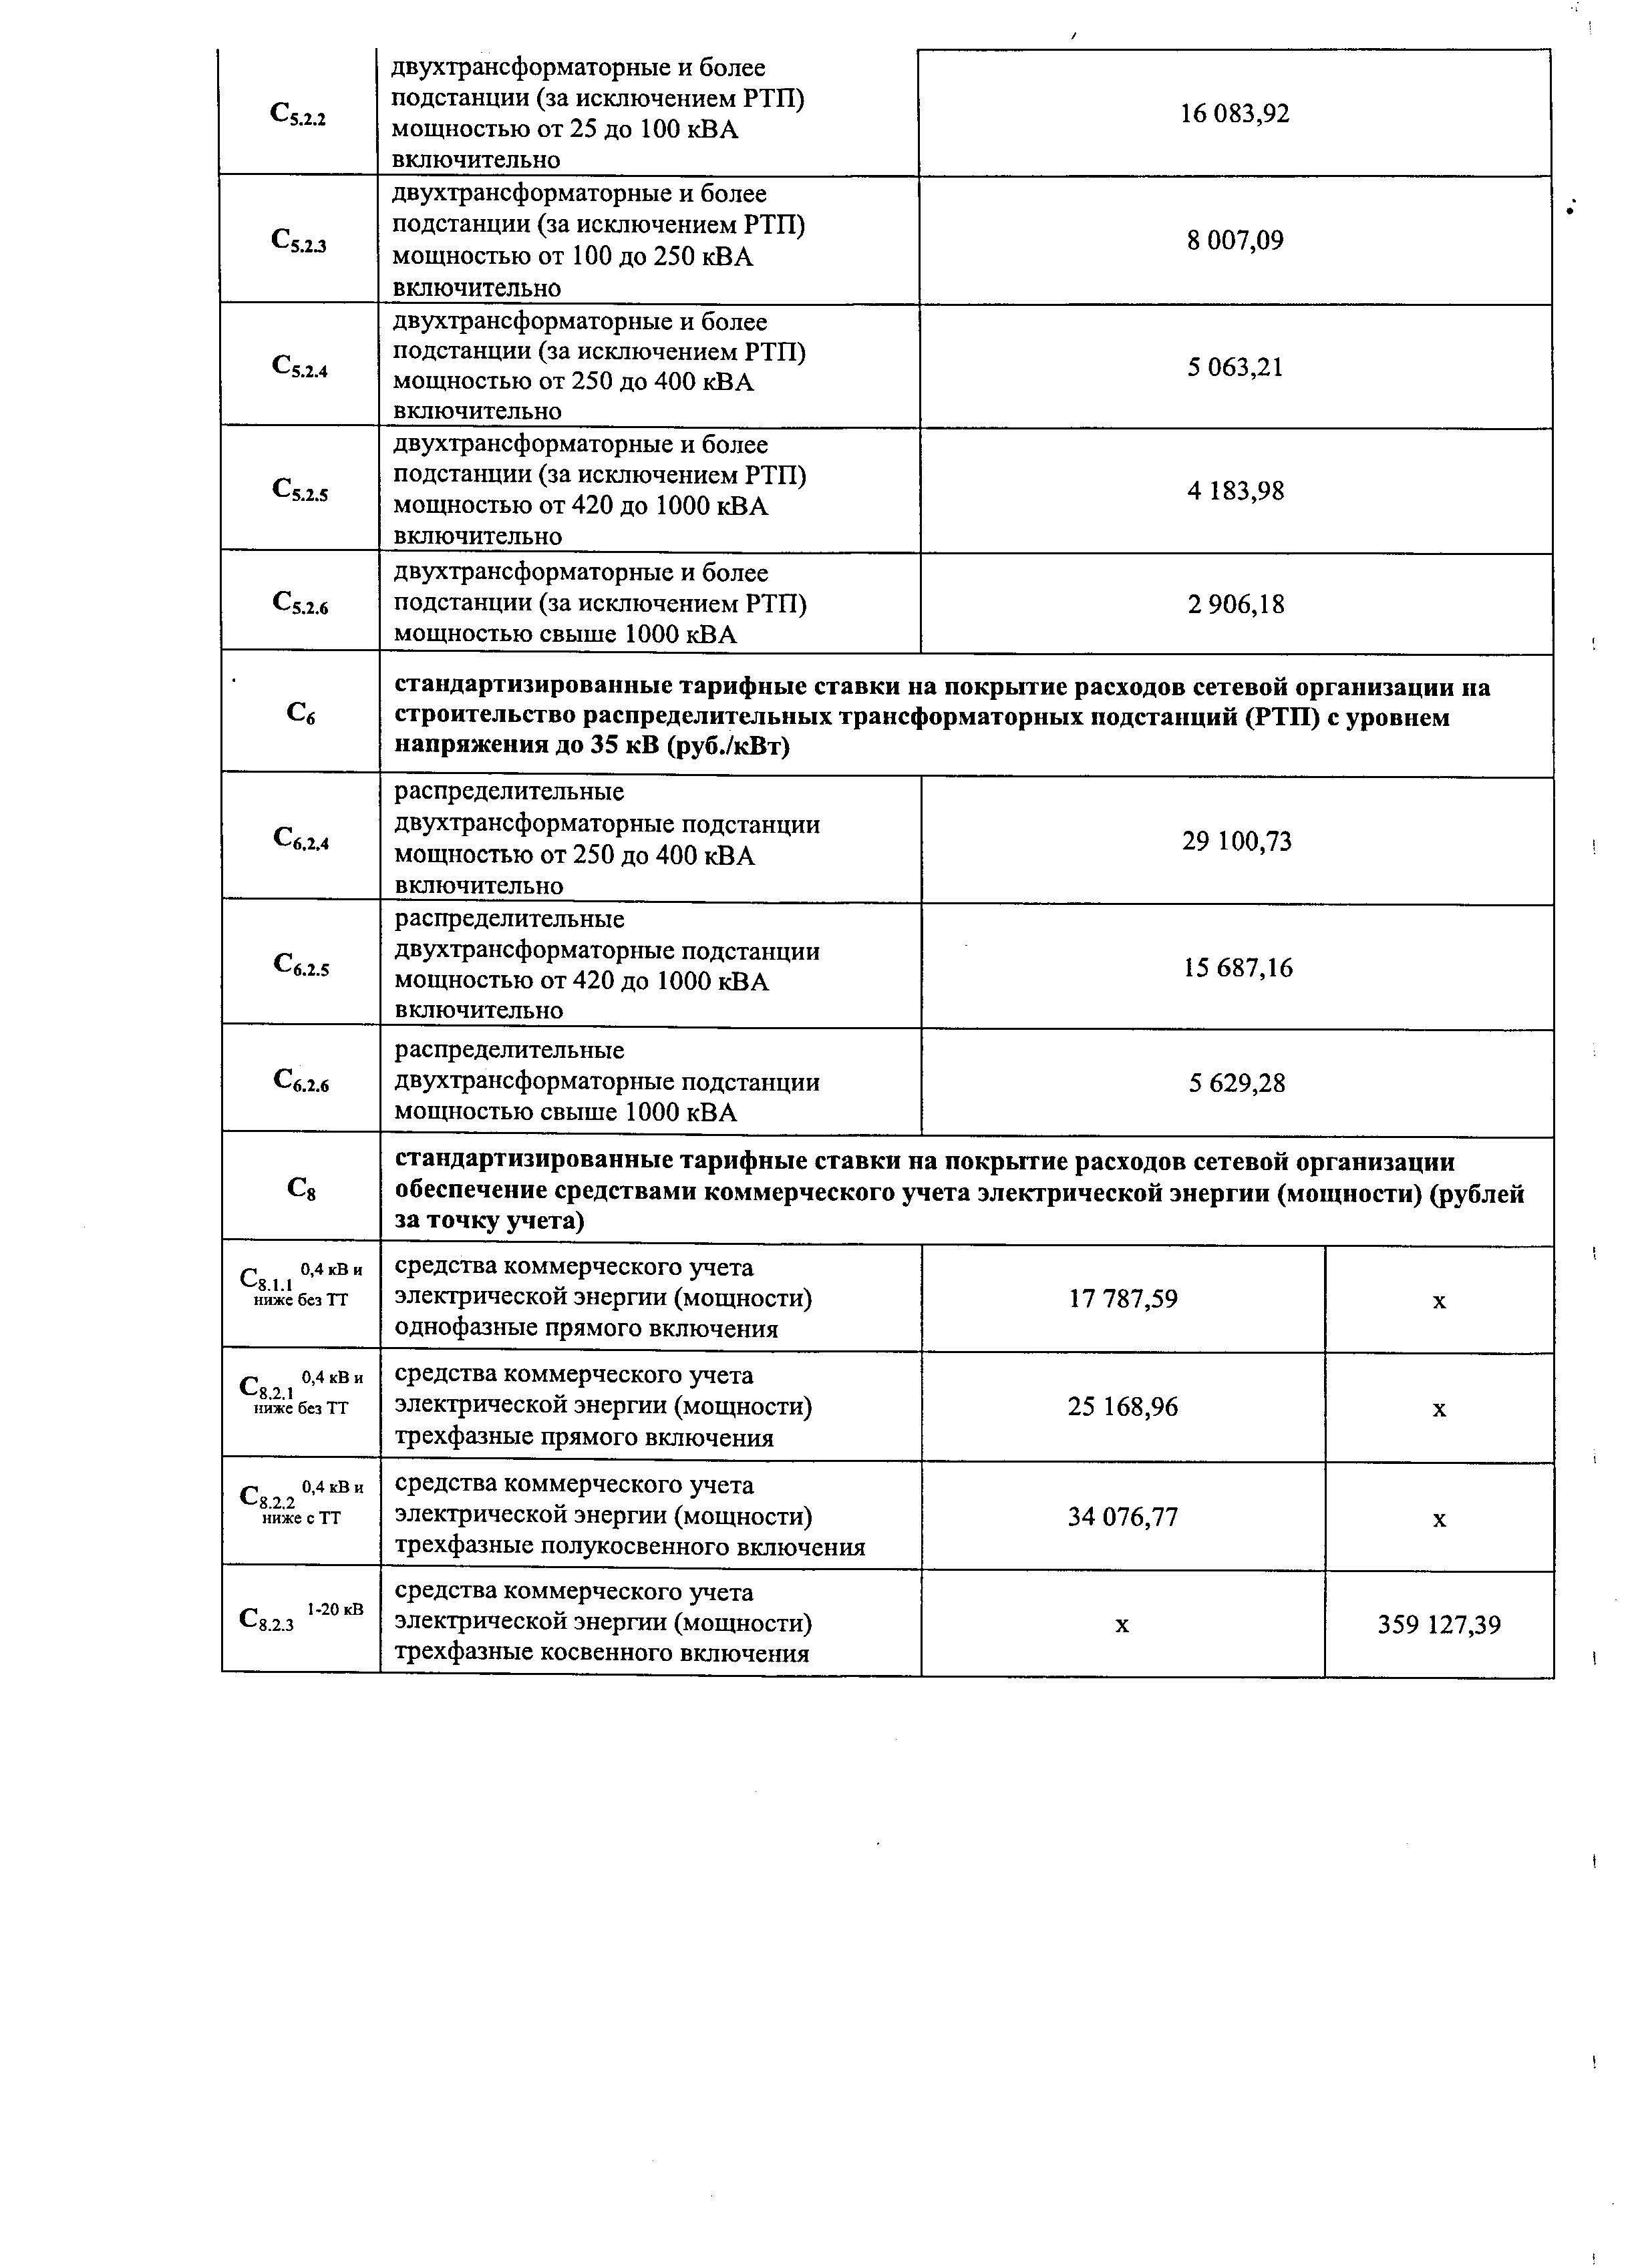 С5.2.2
двухтрансформаторные и более
подстанции (за исключением РТП)
мощностью от 25 до 100 кВА
включительно
16 083,92
С5.2.3
двухтрансформаторные и более
подстанции (за исключением РТП)
мощностью от 100 до 250 кВА
включительно
8 007,09
С5.2.4
двухтрансформаторные и более
подстанции (за исключением РТП)
мощностью от 250 до 400 кВА
включительно
5 063,21
С5.2.5
двухтрансформаторные и более
подстанции (за исключением РТП)
мощностью от 420 до 1000 кВА
включительно
4 183,98
С5.2.6
двухтрансформаторные и более
подстанции (за исключением РТП)
мощностью свыше 1000 кВА
2 906,18
С6
стандартизированные тарифные ставки на покрытие расходов сетевой организации на
строительство распределительных трансформаторных подстанций (РТП) с уровнем
напряжения до 35 кВ (руб./кВт)
С6.2.4
распределительные
двухтрансформаторные подстанции
мощностью от 250 до 400 кВА
включительно
29 100,73
С6.2.5
распределительные
двухтрансформаторные подстанции
мощностью от 420 до 1000 кВА
включительно
15 687,16
С6.2.6
распределительные
двухтрансформаторные подстанции
мощностью свыше 1000 кВА
5 629,28
С8
стандартизированные тарифные ставки на покрытие расходов сетевой организации
обеспечение средствами коммерческого учета электрической энергии (мощности) (рублей
за точку учета)
С8.1.1 0,4 кВ и
ниже без ТТ
средства коммерческого учета
электрической энергии (мощности)
однофазные прямого включения
17 787,59
х
С8.2.1 0,4 кВ и
ниже без ТТ
средства коммерческого учета
электрической энергии (мощности)
трехфазные прямого включения
25 168,96
х
С8.2.2 0,4 кВ и
ниже с ТТ
средства коммерческого учета
электрической энергии (мощности)
трехфазные полукосвенного включения
34 076,77
х
С8.2.3 1-20 кВ
средства коммерческого учета
электрической энергии (мощности)
трехфазные косвенного включения
х
359 127,39